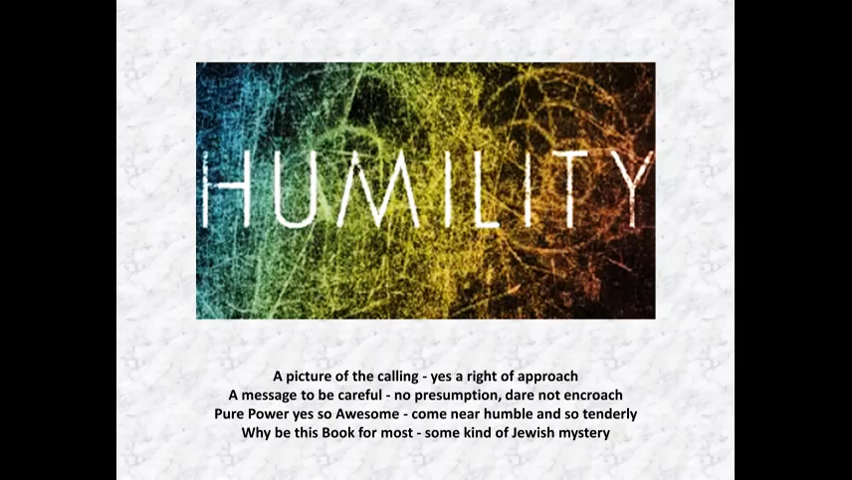 HUMILITY
A picture of the calling - yes a right of approach
A message to be careful - no presumption, dare not encroach
Pure Power yes so Awesome - come near humble and so tenderly
Why be this Book for most - some kind of Jewish mystery